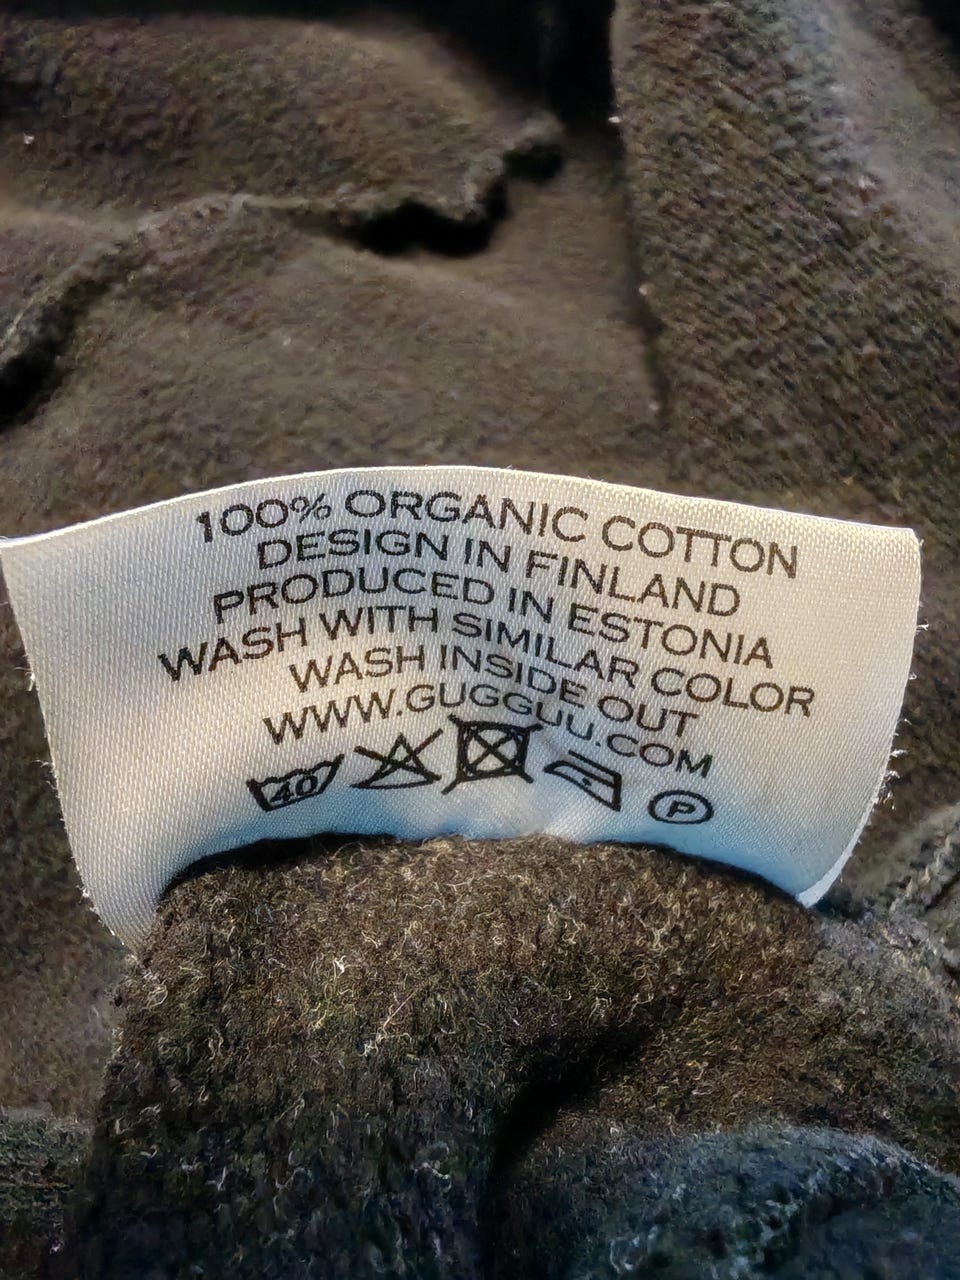 100% ORGANIC COTTON
DESIGN IN FINLAND
PRODUCED IN ESTONIA
WASH WITH SIMILAR COLOR
WASH INSIDE OUT
WWW.GUGGUU.COM
40 P